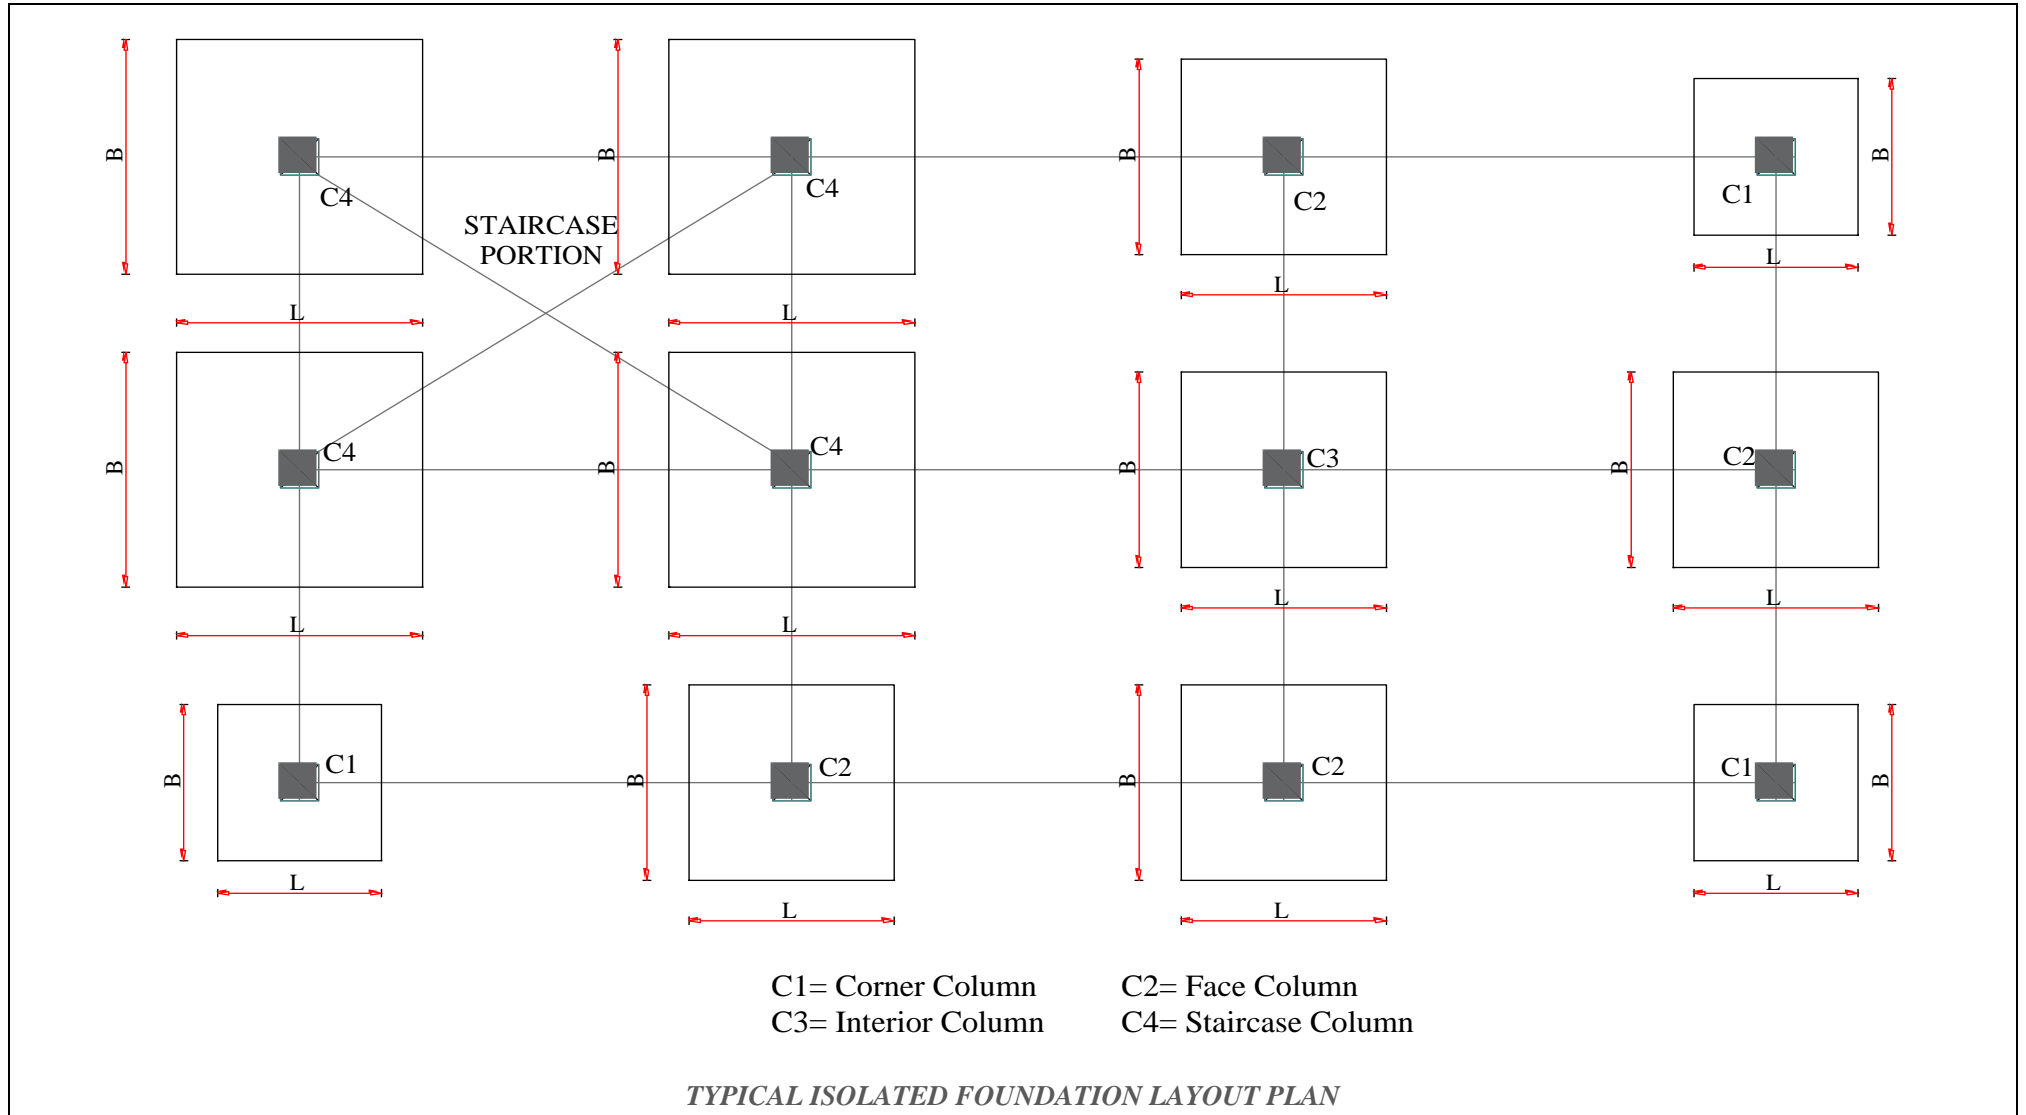 B
B
B
B
C4
C4
C2
C1
STAIRCASE
PORTION
L
L
L
L
B
B
B
B
C4
C4
C3
C2
L
L
L
L
B
B
B
B
C1
C2
C2
C1
L
L
L
L
C1= Corner Column C2= Face Column
C3= Interior Column C4= Staircase Column
TYPICAL ISOLATED FOUNDATION LAYOUT PLAN